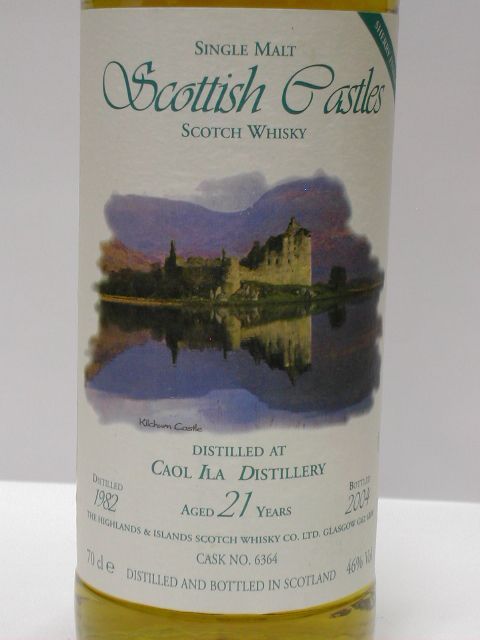 SHERRY
SINGLE MALT
Scottish Castles
SCOTCH WHISKY
Kilchurn Castle
DISTILLED AT
CAOL ILA DISTILLERY
DISTILLED
1982
AGED 21 YEARS
BOTTLED
2004
THE HIGHLANDS & ISLANDS SCOTCH WHISKY CO. LTD. GLASGOW
CASK NO. 6364
70 cl e
46% Vol
DISTILLED AND BOTTLED IN SCOTLAND